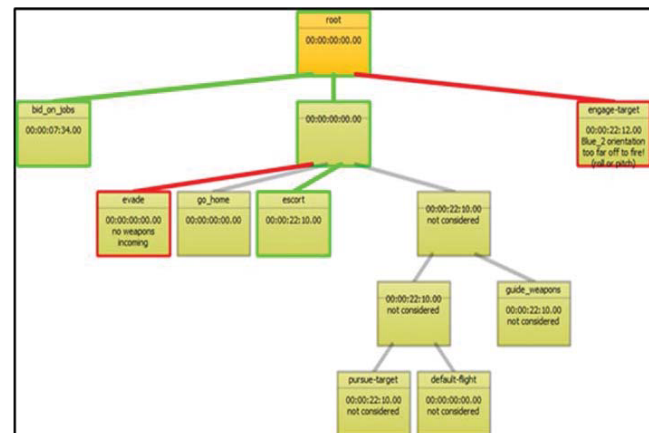 root
00:00:00:00.00
bid_on_jobs
00:00:07:34.00
00:00:00:00.00
engage-target
00:00:22:12.00
Blue_2 orientation
too far off to fire!
(roll or pitch)
evade
00:00:00:00.00
no weapons
incoming
go_home
00:00:00:00.00
escort
00:00:22:10.00
00:00:22:10.00
not considered
00:00:22:10.00
not considered
guide_weapons
00:00:22:10.00
not considered
pursue-target
00:00:22:10.00
not considered
default-flight
00:00:00:00.00
not considered